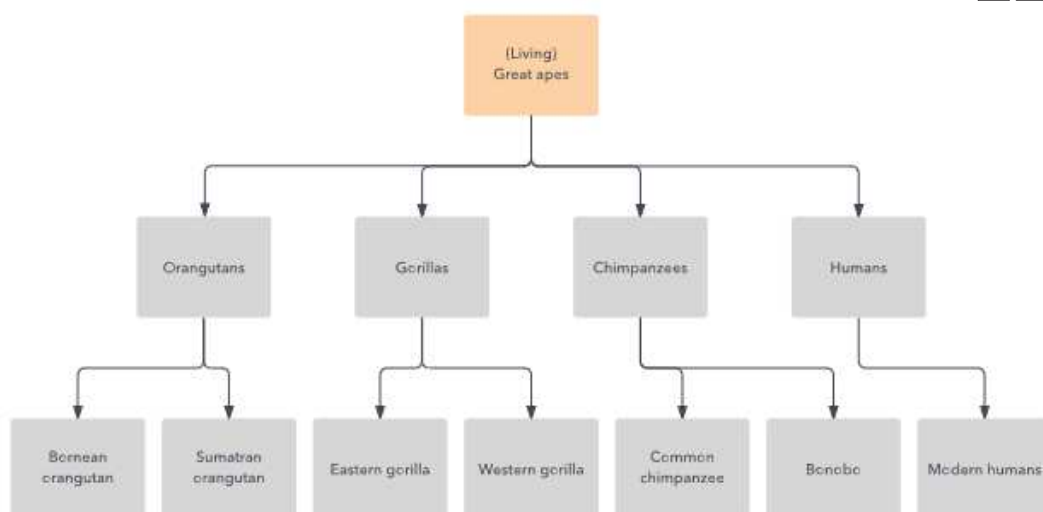 (Living)
Great apes
Orangutans
Gorillas
Chimpanzees
Humans
Bornean
orangutan
Sumatran
orangutan
Eastern gorilla
Western gorilla
Common
chimpanzee
Bonobo
Modern humans